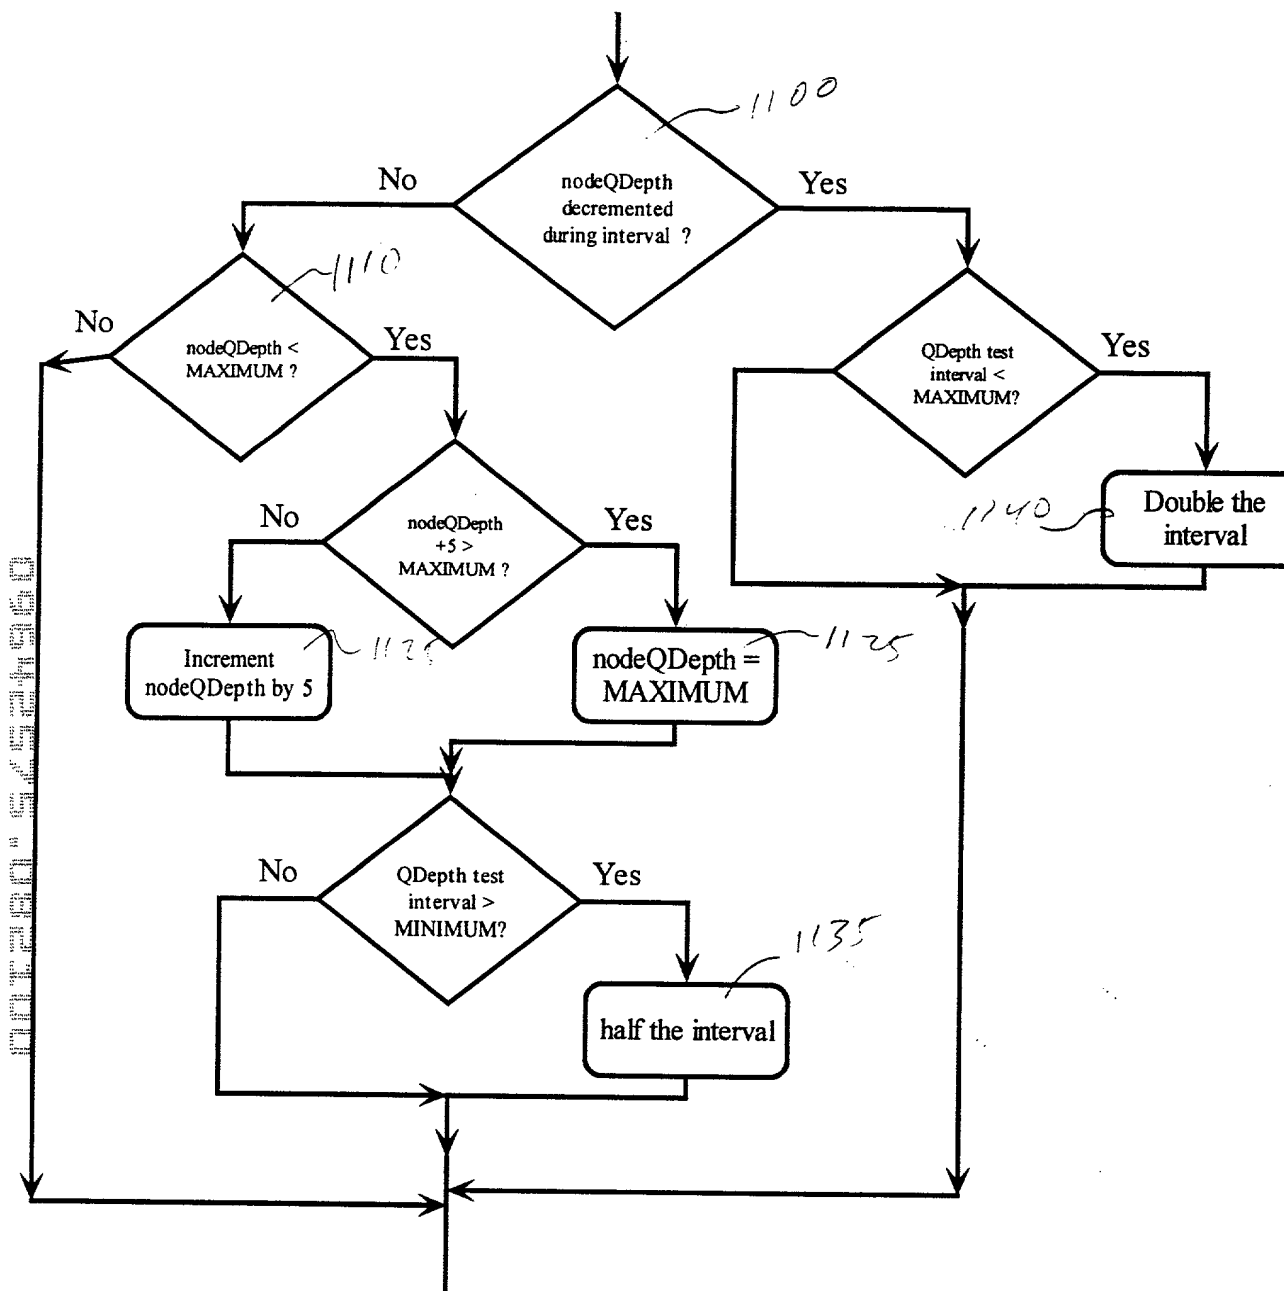 1100
No
Yes
nodeQDepth
decremented
during interval ?
1110
No
Yes
nodeQDepth <
MAXIMUM ?
QDepth test
interval <
MAXIMUM?
Yes
No
Yes
nodeQDepth
+5 >
MAXIMUM ?
1140
Double the
interval
Increment
nodeQDepth by 5
1125
nodeQDepth =
MAXIMUM
No
Yes
QDepth test
interval >
MINIMUM?
1135
half the interval